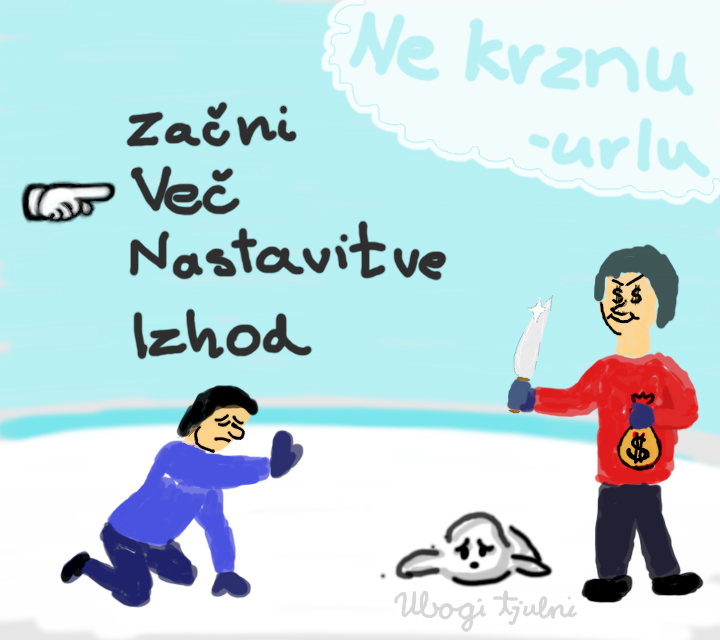 Ne krznu
-urlu
Začni
Več
Nastavitve
Izhod
$ $
$
Ubogi tjulni